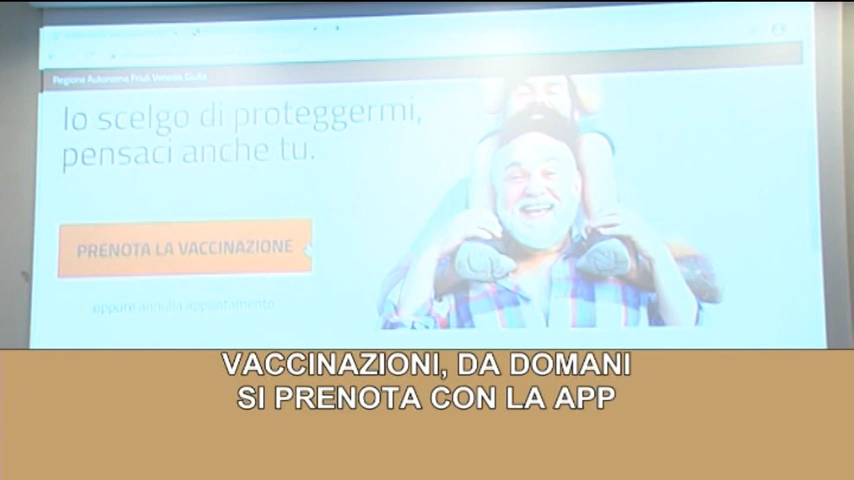 Regione Autonoma Friuli Venezia Giulia
Io scelgo di proteggermi,
pensaci anche tu.
PRENOTA LA VACCINAZIONE
oppure annulla appuntamento
VACCINAZIONI, DA DOMANI
SI PRENOTA CON LA APP